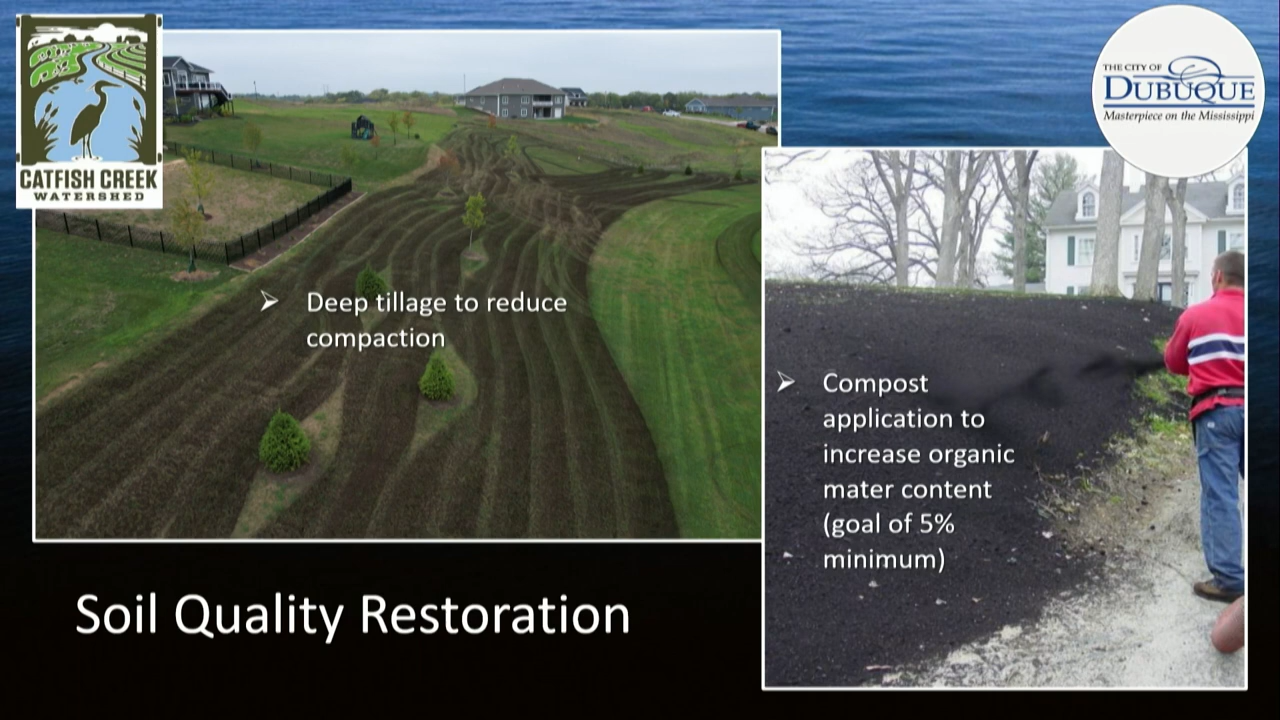 CATFISH CREEK
WATERSHED
THE CITY OF
DUBUQUE
Masterpiece on the Mississippi
Deep tillage to reduce
compaction
Compost
application to
increase organic
mater content
(goal of 5%
minimum)
Soil Quality Restoration